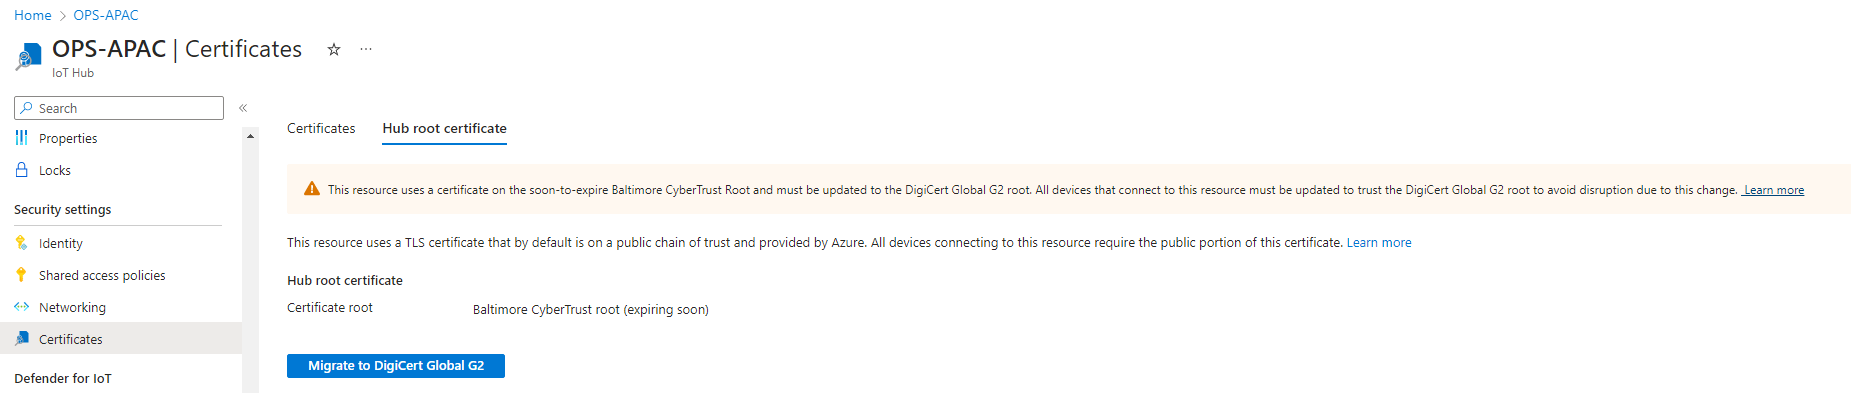 Home > OPS-APAC
OPS-APAC | Certificates
IoT Hub
Search
Properties
Locks
Security settings
Identity
Shared access policies
Networking
Certificates
Defender for IoT
Certificates Hub root certificate
This resource uses a certificate on the soon-to-expire Baltimore CyberTrust Root and must be updated to the DigiCert Global G2 root. All devices that connect to this resource must be updated to trust the DigiCert Global G2 root to avoid disruption due to this change. Learn more
This resource uses a TLS certificate that by default is on a public chain of trust and provided by Azure. All devices connecting to this resource require the public portion of this certificate. Learn more
Hub root certificate
Certificate root Baltimore CyberTrust root (expiring soon)
Migrate to DigiCert Global G2